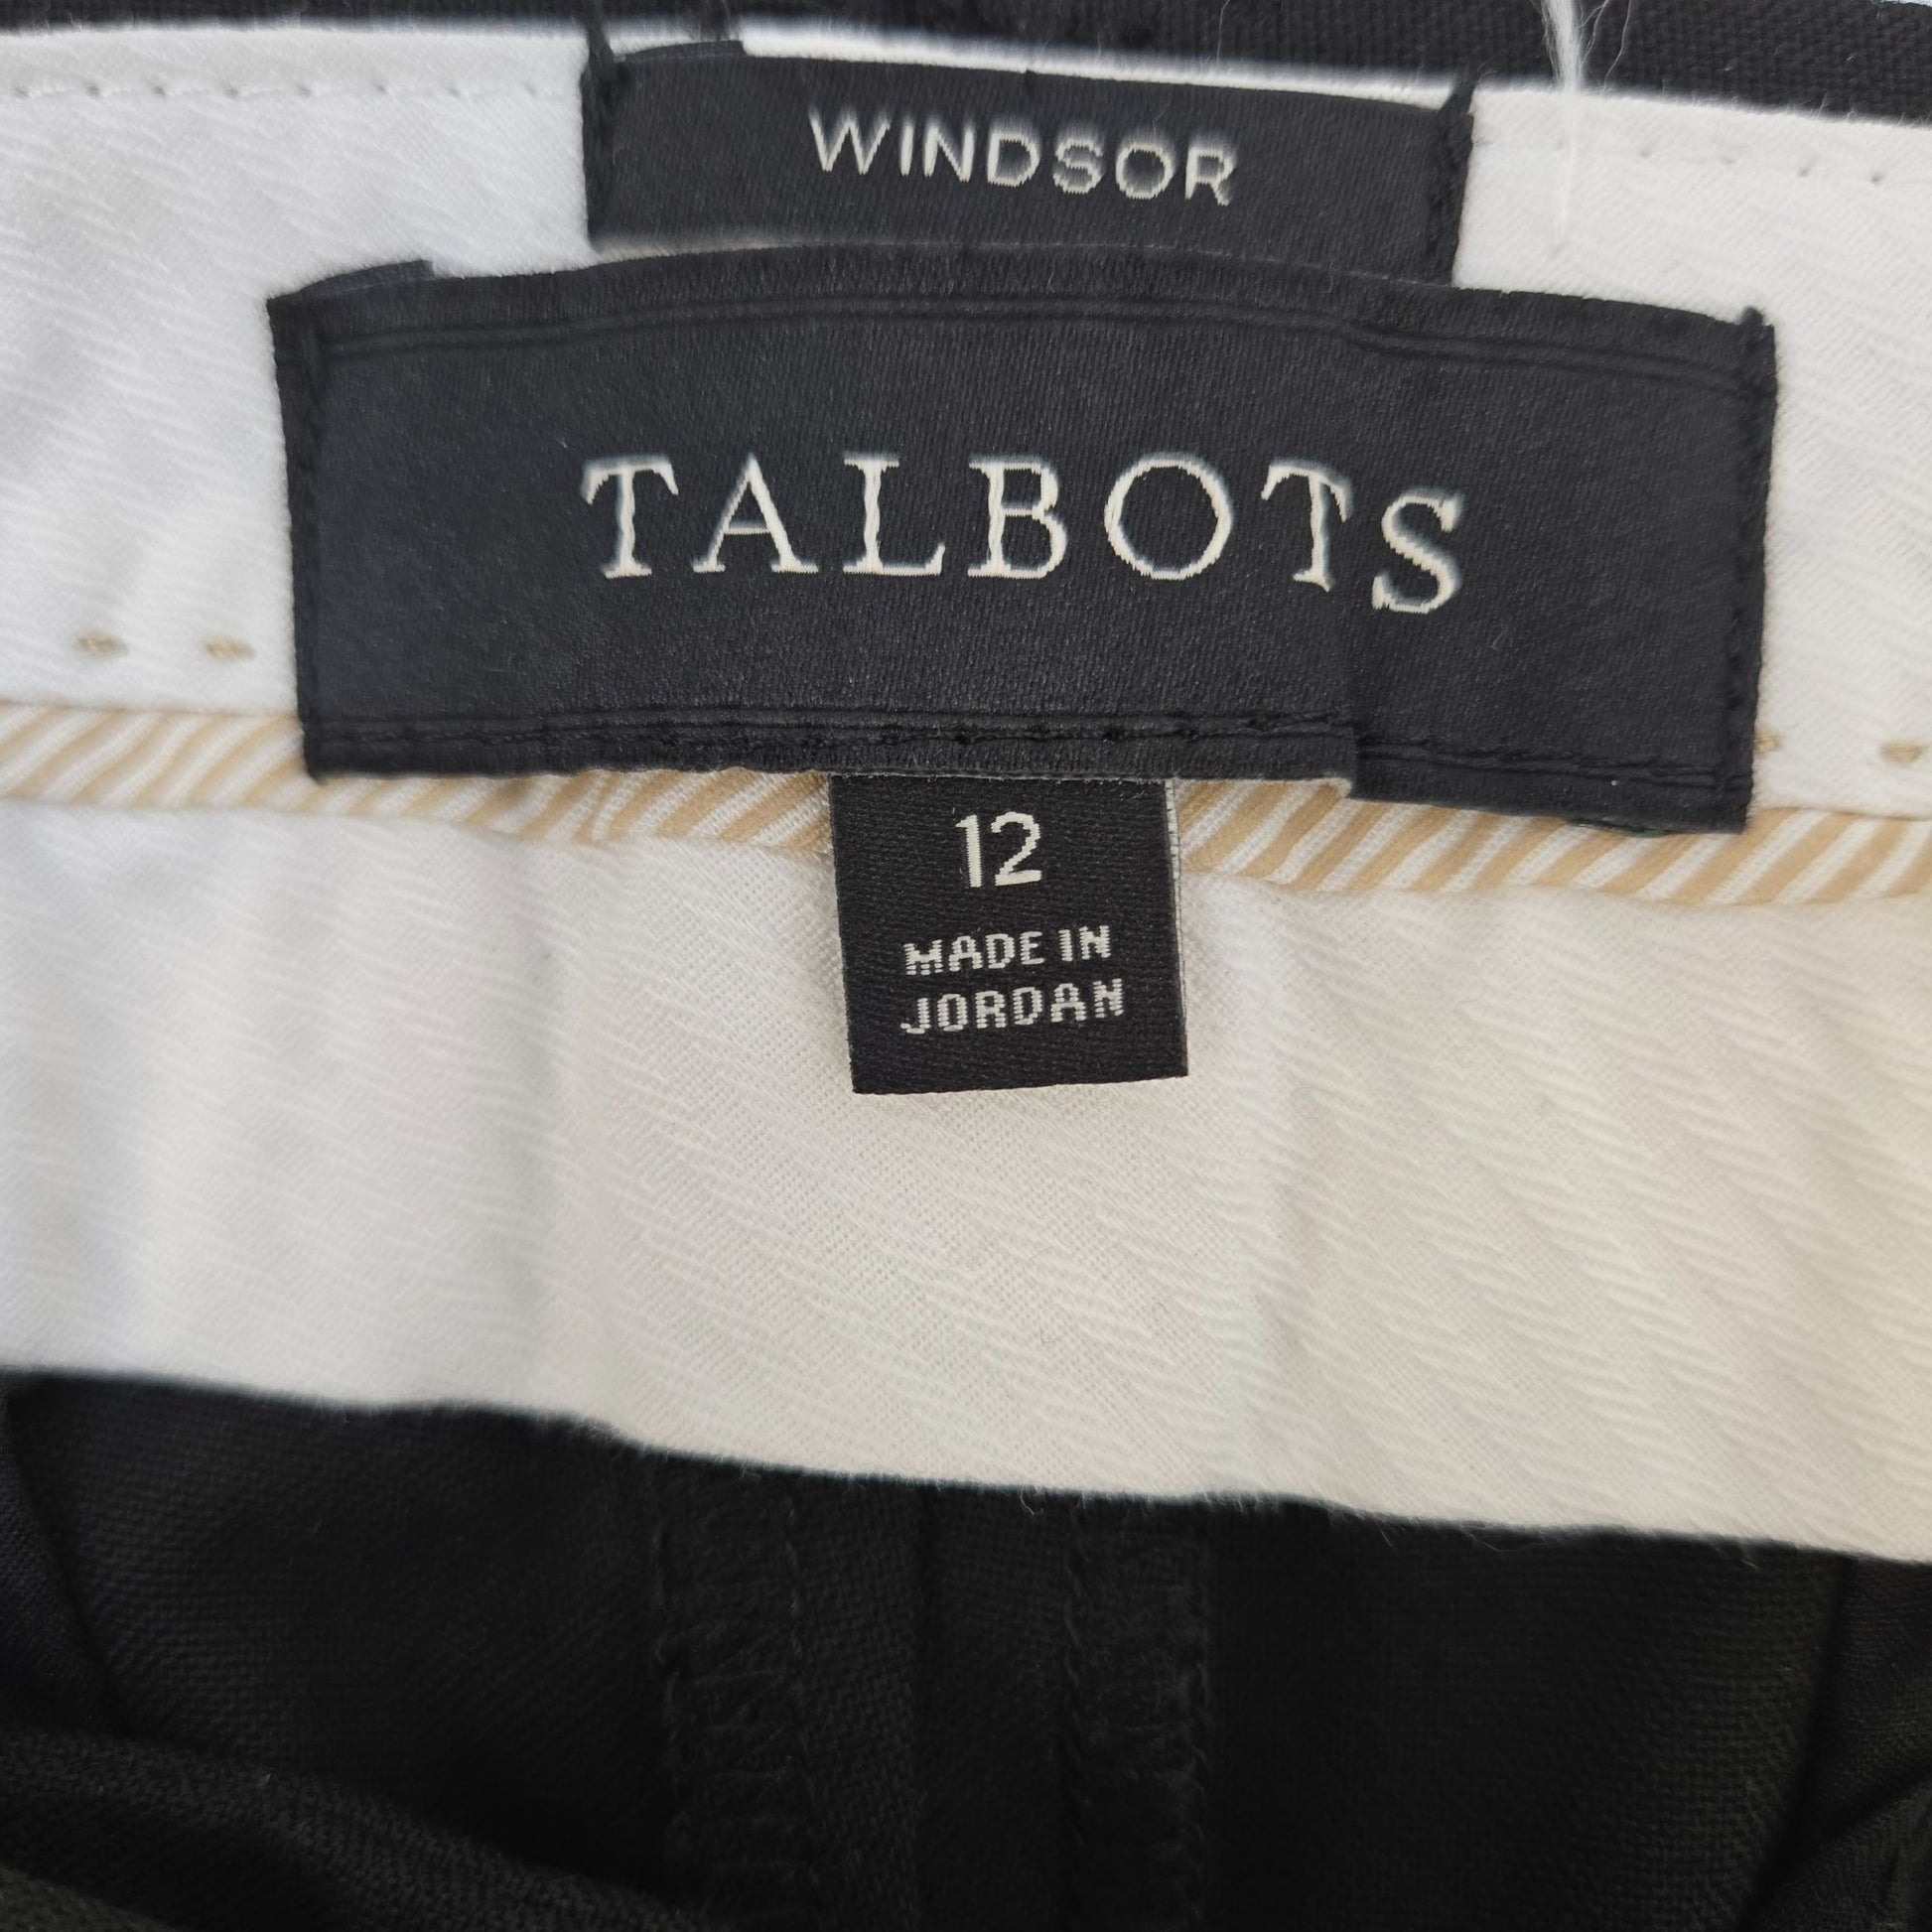 WINDSOR
TALBOTS
12
MADE IN
JORDAN